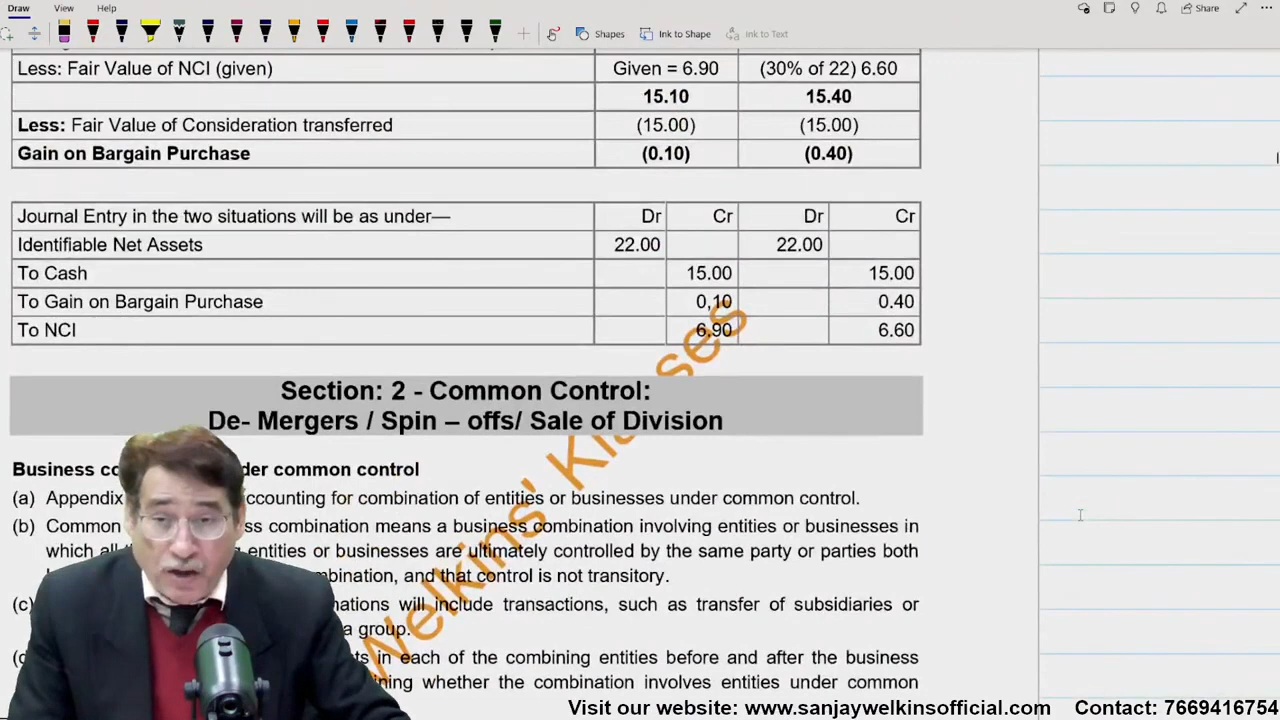 Draw View Help
Share
Shapes Ink to Shape Ink to Text
Less: Fair Value of NCI (given) Given = 6.90 (30% of 22) 6.60
15.10 15.40
Less: Fair Value of Consideration transferred (15.00) (15.00)
Gain on Bargain Purchase (0.10) (0.40)
Journal Entry in the two situations will be as under— Dr Cr Dr Cr
Identifiable Net Assets 22.00 22.00
To Cash 15.00 15.00
To Gain on Bargain Purchase 0,10 0.40
To NCI 6.90 6.60
Section: 2 - Common Control:
De- Mergers / Spin – offs/ Sale of Division
Business der common control
(a) Appendix ccounting for combination of entities or businesses under common control.
(b) Common ss combination means a business combination involving entities or businesses in
which all entities or businesses are ultimately controlled by the same party or parties both
bination, and that control is not transitory.
(c) nations will include transactions, such as transfer of subsidiaries or
a group.
in each of the combining entities before and after the business
ining whether the combination involves entities under common
Visit our website: www.sanjaywelkinsofficial.com Contact: 7669416754